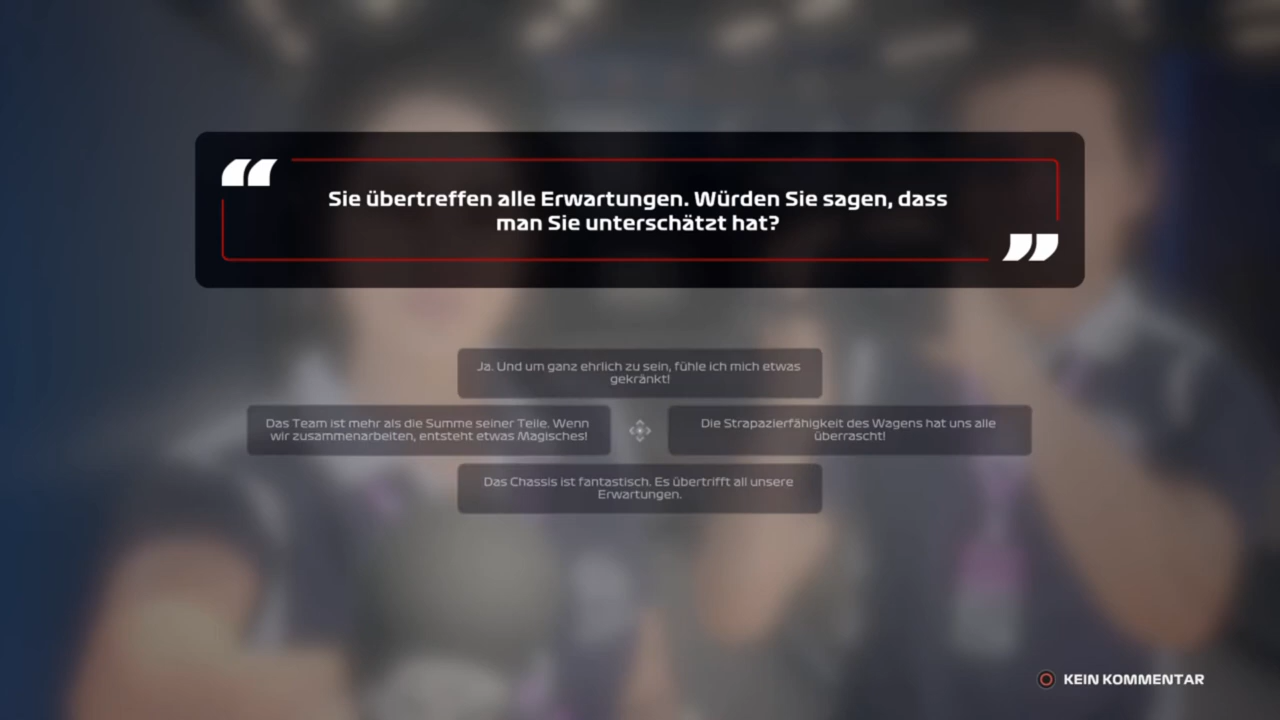 Sie übertreffen alle Erwartungen. Würden Sie sagen, dass
man Sie unterschätzt hat?
Ja. Und um ganz ehrlich zu sein, fühle ich mich etwas
gekränkt!
Das Team ist mehr als die Summe seiner Teile. Wenn
wir zusammenarbeiten, entsteht etwas Magisches!
Die Strapazierfähigkeit des Wagens hat uns alle
überrascht!
Das Chassis ist fantastisch. Es übertrifft all unsere
Erwartungen.
KEIN KOMMENTAR